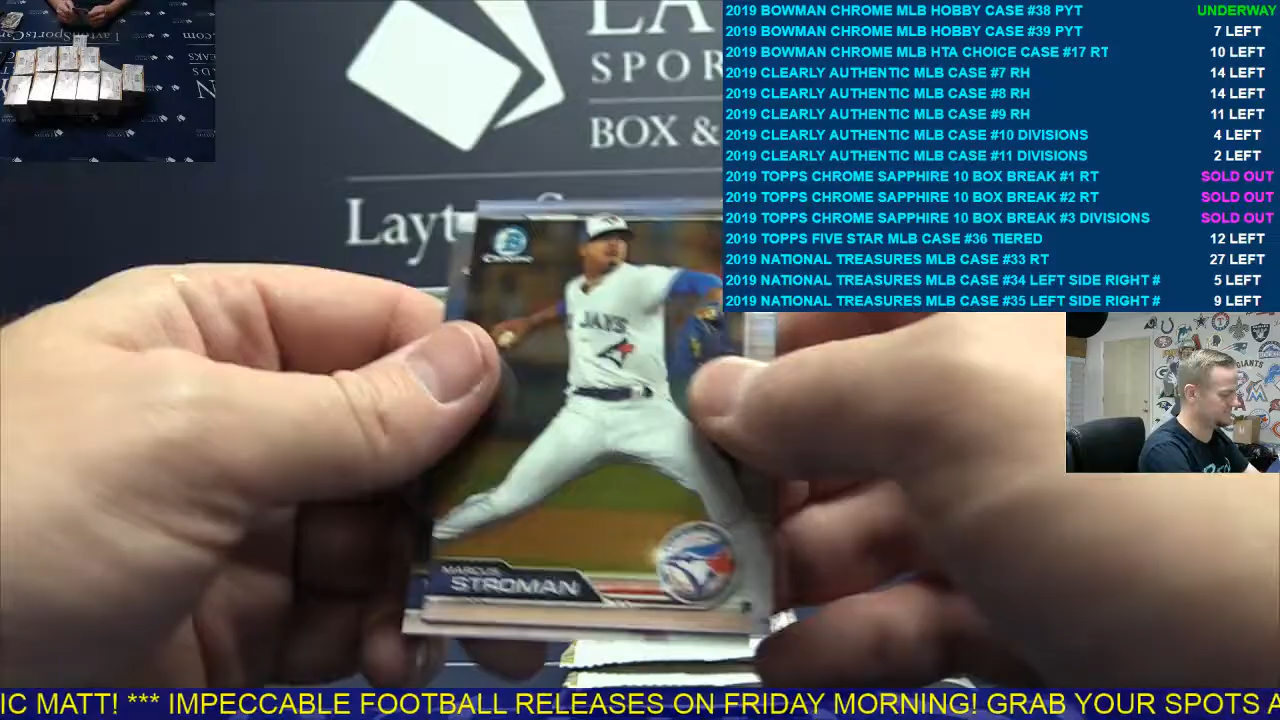 2019 BOWMAN CHROME MLB HOBBY CASE #38 PYT UNDERWAY
2019 BOWMAN CHROME MLB HOBBY CASE #39 PYT 7 LEFT
2019 BOWMAN CHROME MLB HTA CHOICE CASE #17 RT 10 LEFT
2019 CLEARLY AUTHENTIC MLB CASE #7 RH 14 LEFT
2019 CLEARLY AUTHENTIC MLB CASE #8 RH 14 LEFT
2019 CLEARLY AUTHENTIC MLB CASE #9 RH 11 LEFT
2019 CLEARLY AUTHENTIC MLB CASE #10 DIVISIONS 4 LEFT
2019 CLEARLY AUTHENTIC MLB CASE #11 DIVISIONS 2 LEFT
2019 TOPPS CHROME SAPPHIRE 10 BOX BREAK #1 RT SOLD OUT
2019 TOPPS CHROME SAPPHIRE 10 BOX BREAK #2 RT SOLD OUT
2019 TOPPS CHROME SAPPHIRE 10 BOX BREAK #3 DIVISIONS SOLD OUT
2019 TOPPS FIVE STAR MLB CASE #36 TIERED 12 LEFT
2019 NATIONAL TREASURES MLB CASE #33 RT 27 LEFT
2019 NATIONAL TREASURES MLB CASE #34 LEFT SIDE RIGHT # 5 LEFT
2019 NATIONAL TREASURES MLB CASE #35 LEFT SIDE RIGHT # 9 LEFT
LA
SPOR
BOX &
Layton
Chrome
JAYS
MARCUS
STROMAN
GIANTS
IC MATT! *** IMPECCABLE FOOTBALL RELEASES ON FRIDAY MORNING! GRAB YOUR SPOTS A